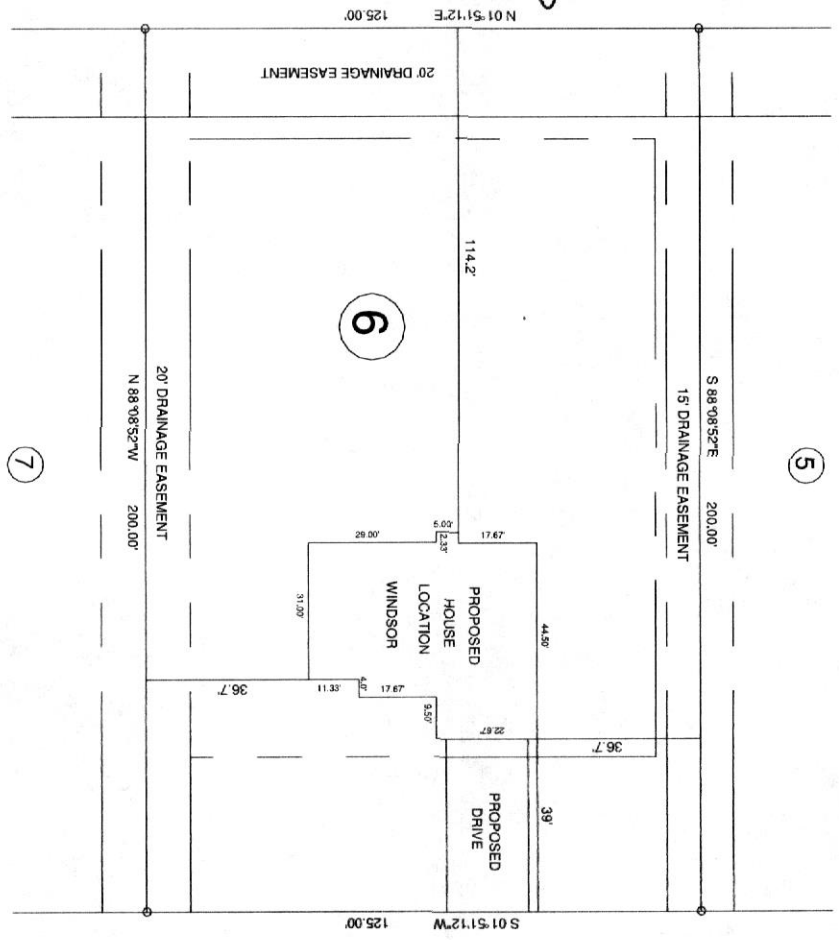 N 01°51'12"E 125.00'
20' DRAINAGE EASEMENT
114.2'
6
S 88°08'52"E 200.00'
15' DRAINAGE EASEMENT
5
20' DRAINAGE EASEMENT
N 88°08'52"W 200.00'
7
5.00'
2.33'
29.00'
17.67'
31.00'
44.50'
PROPOSED
HOUSE
LOCATION
WINDSOR
36.7'
11.33'
4.0'
17.67'
9.50'
22.67'
36.7'
39'
PROPOSED
DRIVE
S 01°51'12"W 125.00'